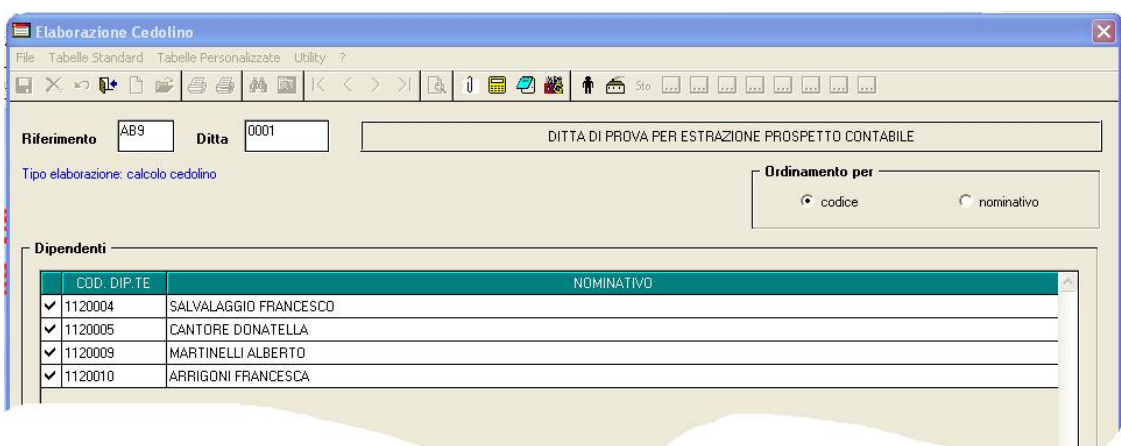 Elaborazione Cedolino
File Tabelle Standard Tabelle Personalizzate Utility ?
Sto ... ... ... ... ... ... ... ...
Riferimento AB9 Ditta 0001 DITTA DI PROVA PER ESTRAZIONE PROSPETTO CONTABILE
Tipo elaborazione: calcolo cedolino
Ordinamento per
codice nominativo
Dipendenti
COD. DIP.TE NOMINATIVO
1120004 SALVALAGGIO FRANCESCO
1120005 CANTORE DONATELLA
1120009 MARTINELLI ALBERTO
1120010 ARRIGONI FRANCESCA